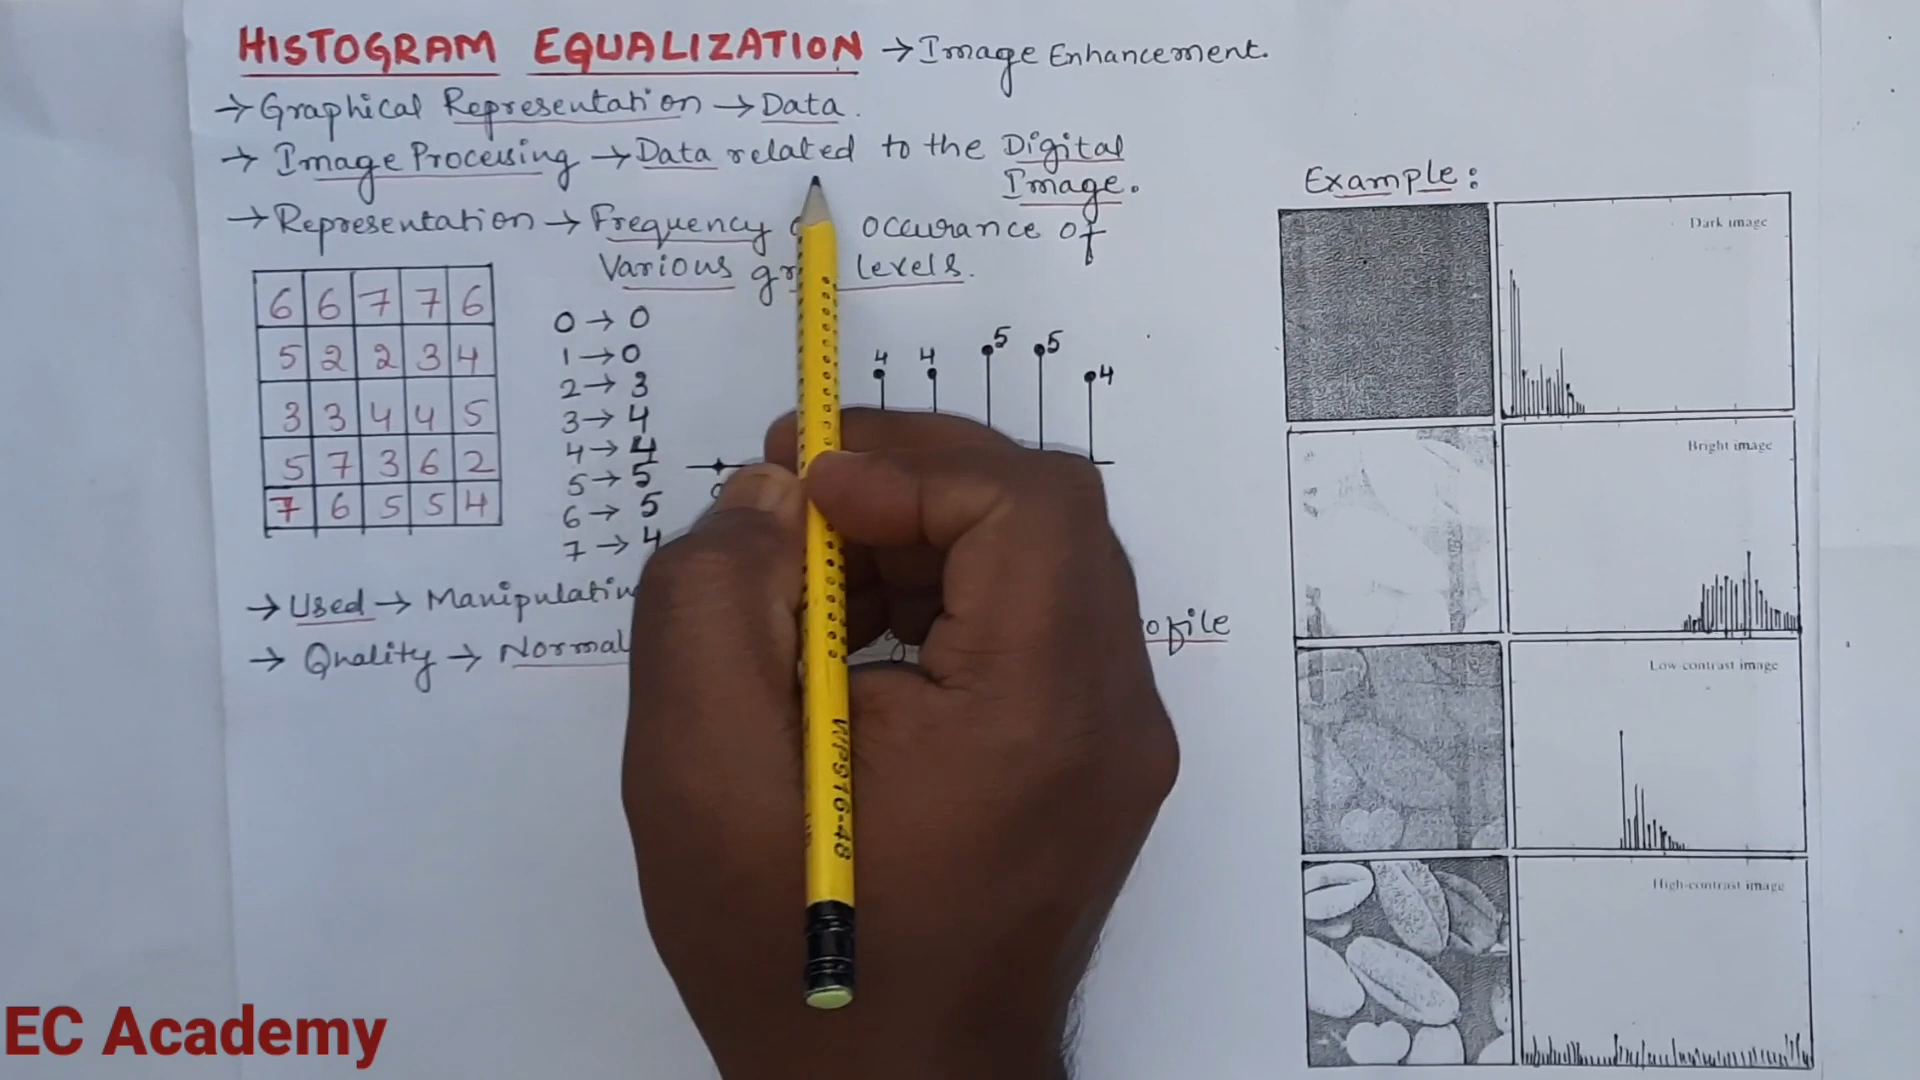 HISTOGRAM EQUALIZATION → Image Enhancement.
→ Graphical Representation → Data.
→ Image Processing → Data related to the Digital
Image.
→ Representation → Frequency occurance of
Various levels.
6 6 7 7 6
5 2 2 3 4
3 3 4 4 5
5 7 3 6 2
7 6 5 5 4
0 → 0
1 → 0
2 → 3
3 → 4
4 → 4
5 → 5
6 → 5
7 → 4
4 4 5 5 4
→ Used → Manipulatin
→ Quality → Normal ofile
Example:
Dark image
Bright image
Low-contrast image
High-contrast image
WP916-48
EC Academy